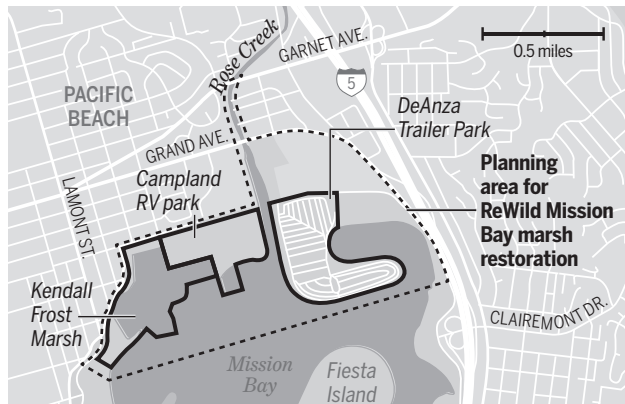 Rose Creek
GARNET AVE.
0.5 miles
5
PACIFIC
BEACH
DeAnza
Trailer Park
GRAND AVE.
Campland
RV park
LAMONT ST.
Planning
area for
ReWild Mission
Bay marsh
restoration
Kendall
Frost
Marsh
CLAIREMONT DR.
Mission
Bay
Fiesta
Island